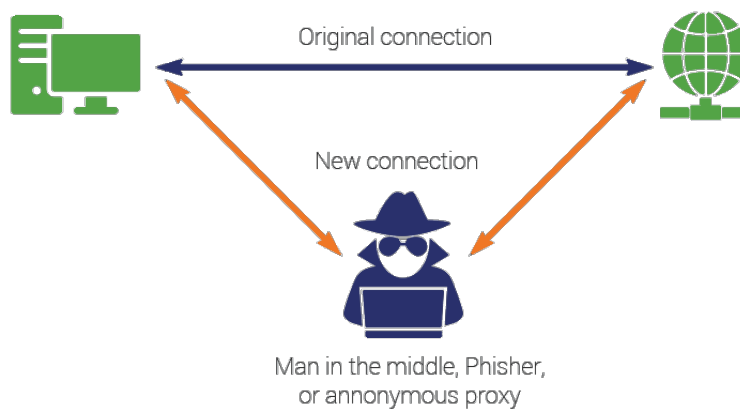 Original connection
New connection
Man in the middle, Phisher,
or annonymous proxy